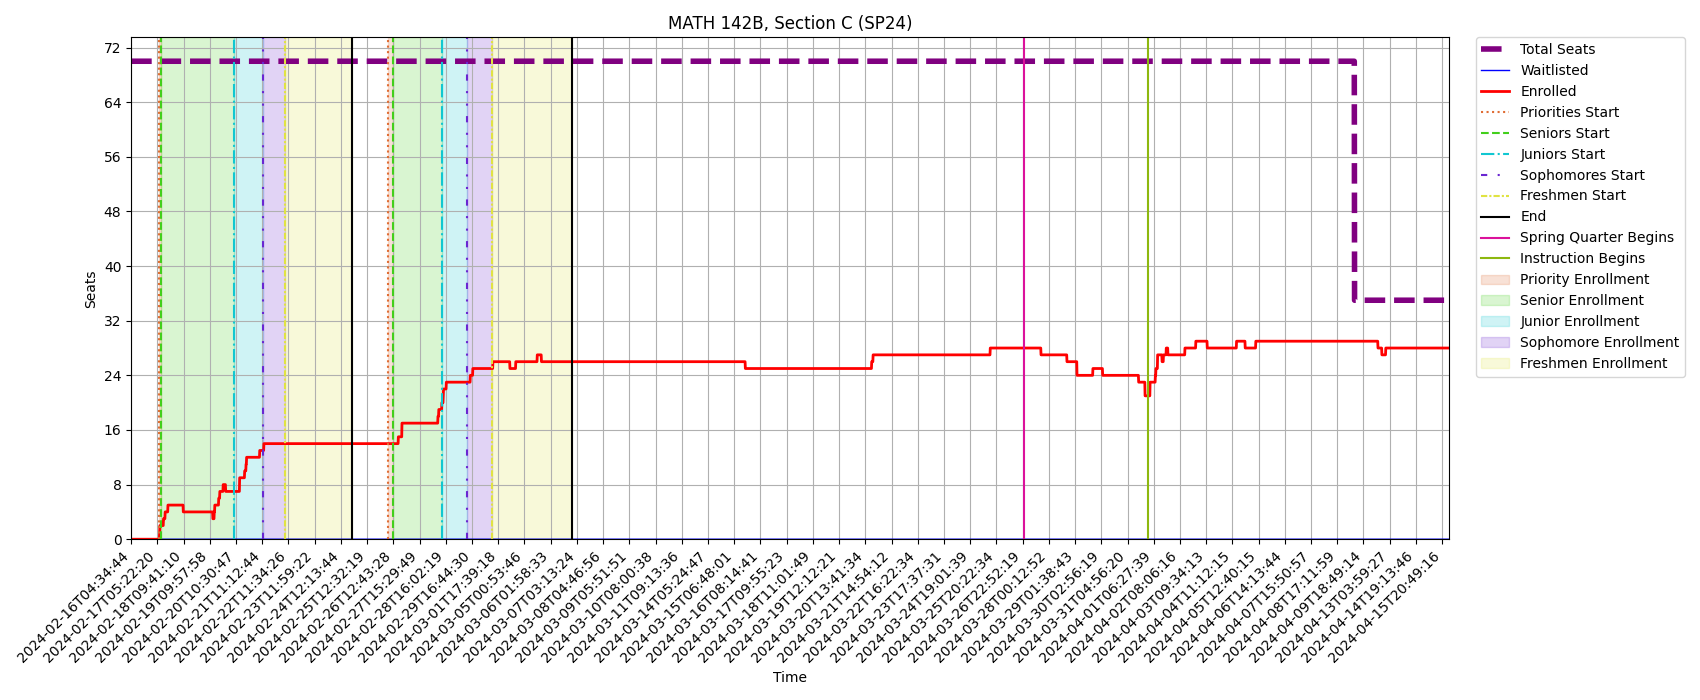 MATH 142B, Section C (SP24)
72
64
56
48
40
32
24
16
8
0
Seats
2024-02-16T04:34:44
2024-02-17T05:22:20
2024-02-18T09:41:10
2024-02-19T09:57:58
2024-02-20T10:30:47
2024-02-21T11:12:44
2024-02-22T11:34:26
2024-02-23T11:59:22
2024-02-24T12:13:44
2024-02-25T12:32:19
2024-02-26T12:43:28
2024-02-27T15:29:49
2024-02-28T16:02:19
2024-02-29T16:44:30
2024-03-01T17:39:18
2024-03-05T00:53:46
2024-03-06T01:58:33
2024-03-07T03:13:24
2024-03-08T04:46:56
2024-03-09T05:51:51
2024-03-10T08:00:38
2024-03-11T09:13:36
2024-03-14T05:24:47
2024-03-15T06:48:01
2024-03-16T08:14:41
2024-03-17T09:55:23
2024-03-18T11:01:49
2024-03-19T12:12:21
2024-03-20T13:41:34
2024-03-22T14:54:12
2024-03-22T16:22:34
2024-03-23T17:37:31
2024-03-24T19:01:39
2024-03-25T20:22:34
2024-03-26T22:52:19
2024-03-28T00:12:52
2024-03-29T01:38:43
2024-03-30T02:56:19
2024-03-31T04:56:20
2024-04-01T06:27:39
2024-04-02T08:06:16
2024-04-03T09:34:13
2024-04-04T11:12:15
2024-04-05T12:40:15
2024-04-06T14:13:44
2024-04-07T15:50:57
2024-04-08T17:11:59
2024-04-09T18:49:14
2024-04-13T03:59:27
2024-04-14T19:13:46
2024-04-15T20:49:16
Time
Total Seats
Waitlisted
Enrolled
Priorities Start
Seniors Start
Juniors Start
Sophomores Start
Freshmen Start
End
Spring Quarter Begins
Instruction Begins
Priority Enrollment
Senior Enrollment
Junior Enrollment
Sophomore Enrollment
Freshmen Enrollment